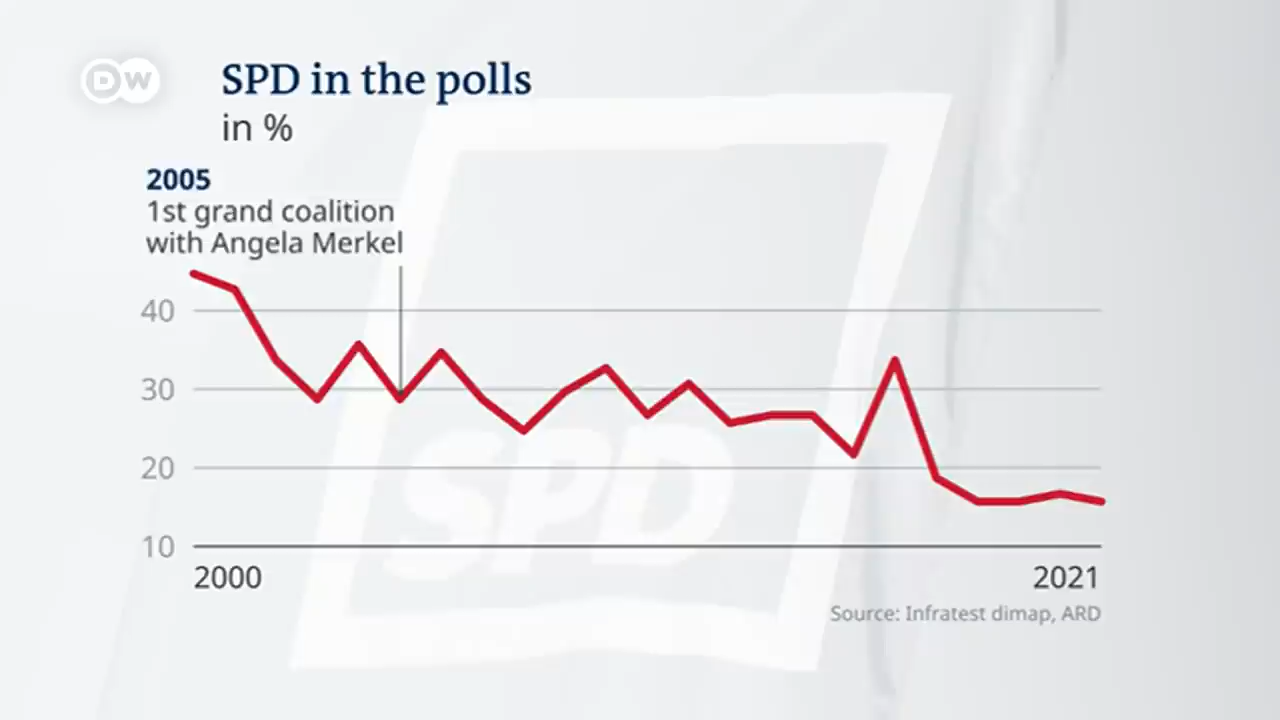 DW
SPD in the polls
in %
2005
1st grand coalition
with Angela Merkel
40
30
20
10
SPD
2000
2021
Source: Infratest dimap, ARD